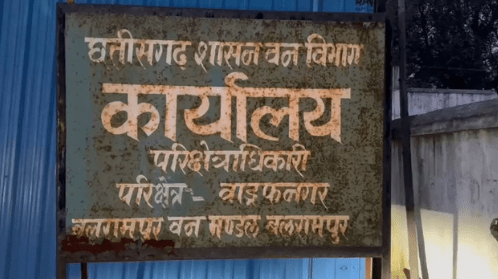 छत्तीसगढ़ शासन वन विभाग
कार्यालय
परिक्षेत्राधिकारी
परिक्षेत्र - वाड्रफनगर
बलरामपुर वन मण्डल बलरामपुर